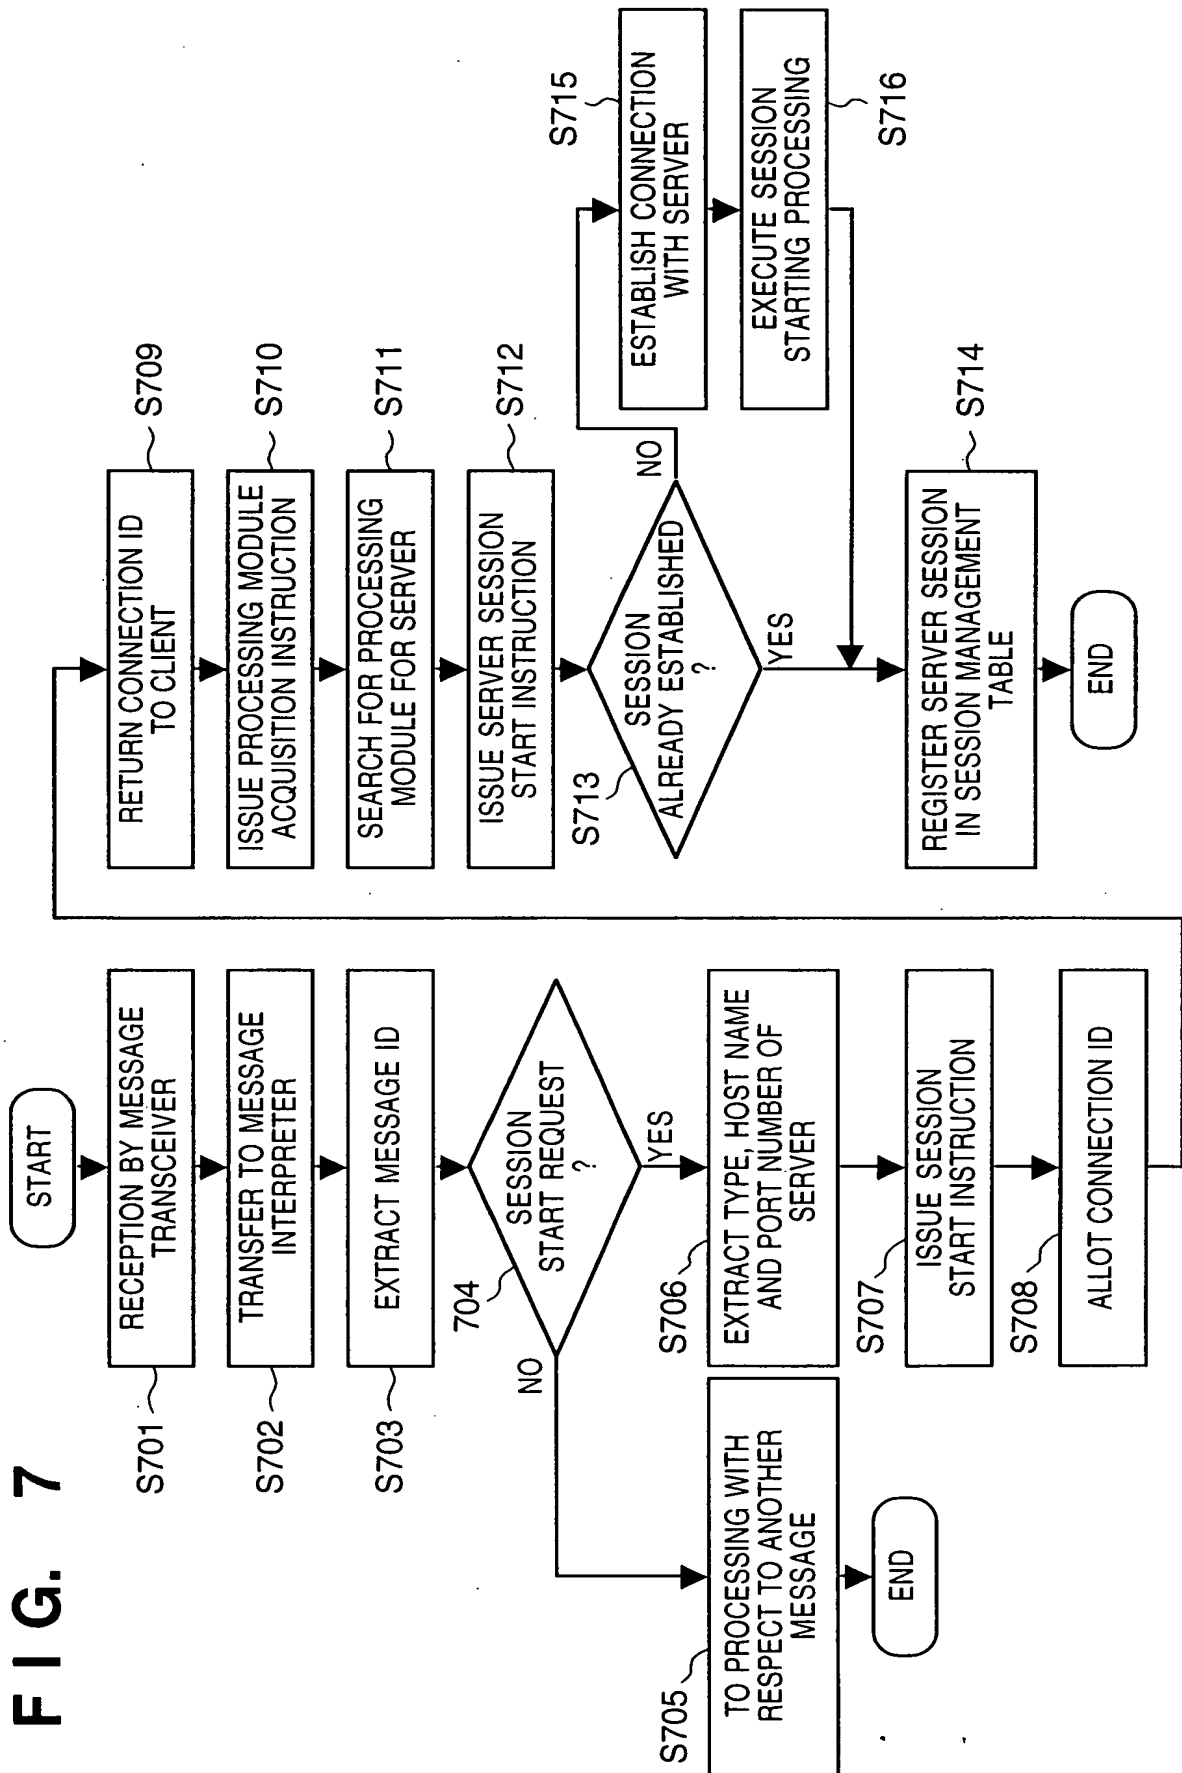 FIG. 7
START
RECEPTION BY MESSAGE
TRANSCEIVER
S701
TRANSFER TO MESSAGE
INTERPRETER
S702
EXTRACT MESSAGE ID
S703
SESSION
START REQUEST
?
704
NO
YES
TO PROCESSING WITH
RESPECT TO ANOTHER
MESSAGE
S705
END
EXTRACT TYPE, HOST NAME
AND PORT NUMBER OF
SERVER
S706
ISSUE SESSION
START INSTRUCTION
S707
ALLOT CONNECTION ID
S708
RETURN CONNECTION ID
TO CLIENT
S709
ISSUE PROCESSING MODULE
ACQUISITION INSTRUCTION
S710
SEARCH FOR PROCESSING
MODULE FOR SERVER
S711
ISSUE SERVER SESSION
START INSTRUCTION
S712
SESSION
ALREADY ESTABLISHED
?
S713
NO
YES
ESTABLISH CONNECTION
WITH SERVER
S715
EXECUTE SESSION
STARTING PROCESSING
S716
REGISTER SERVER SESSION
IN SESSION MANAGEMENT
TABLE
S714
END